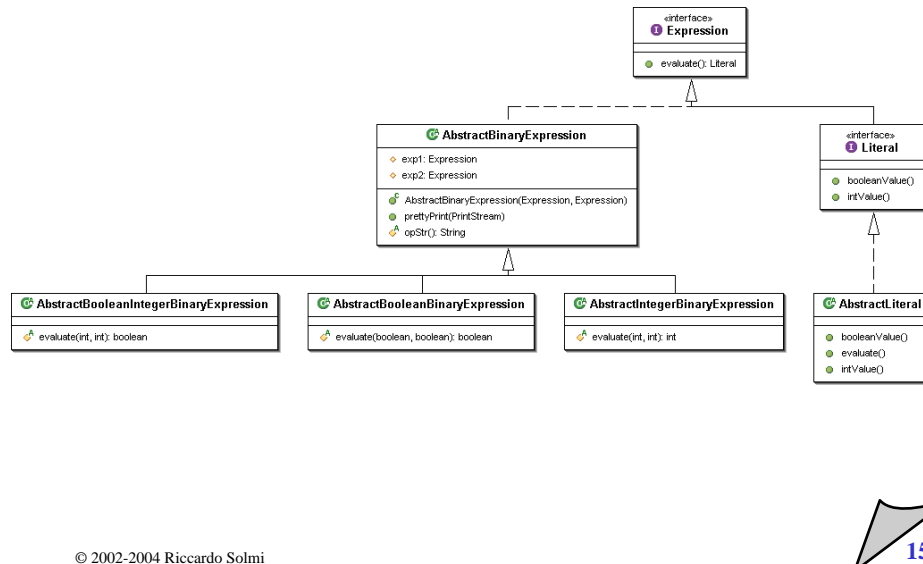 «interface»
Expression
evaluate(): Literal
AbstractBinaryExpression
exp1: Expression
exp2: Expression
AbstractBinaryExpression(Expression, Expression)
prettyPrint(PrintStream)
opStr(): String
«interface»
Literal
booleanValue()
intValue()
AbstractBooleanIntegerBinaryExpression
evaluate(int, int): boolean
AbstractBooleanBinaryExpression
evaluate(boolean, boolean): boolean
AbstractIntegerBinaryExpression
evaluate(int, int): int
AbstractLiteral
booleanValue()
evaluate()
intValue()
© 2002-2004 Riccardo Solmi
15